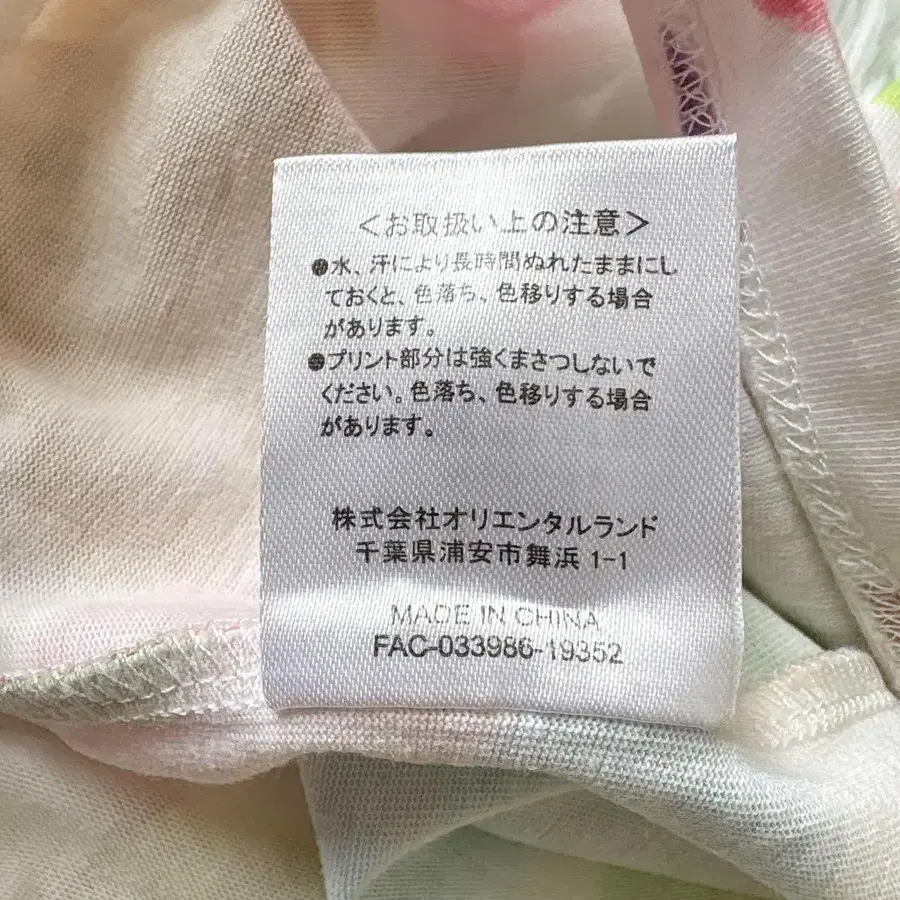 ＜お取扱い上の注意＞
●水、汗により長時間ぬれたままにし
ておくと、色落ち、色移りする場合
があります。
●プリント部分は強くまさつしないで
ください。色落ち、色移りする場合
があります。
株式会社オリエンタルランド
千葉県浦安市舞浜 1-1
MADE IN CHINA
FAC-033986-19352